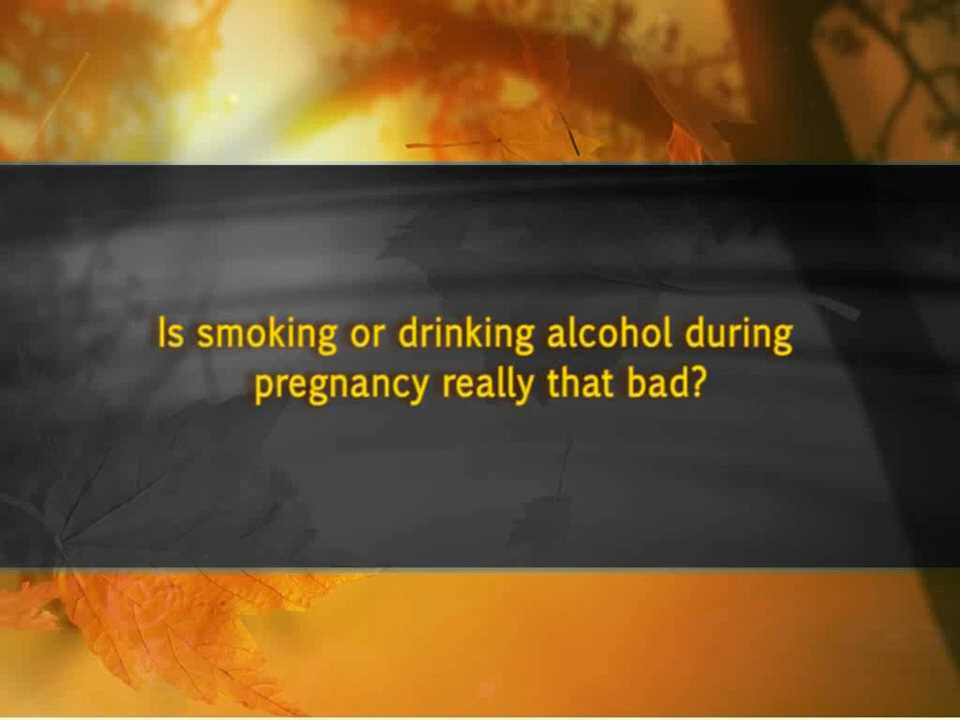 Is smoking or drinking alcohol during
pregnancy really that bad?